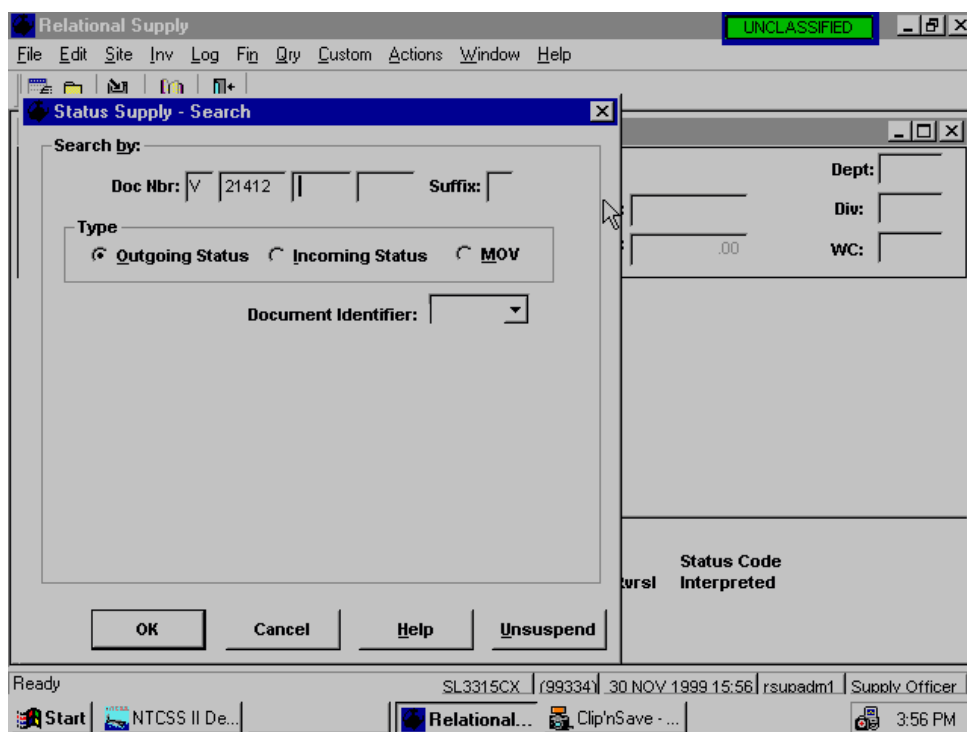 Relational Supply UNCLASSIFIED
File Edit Site Inv Log Fin Qry Custom Actions Window Help
Status Supply - Search
Search by:
Doc Nbr: V 21412 Suffix:
Type
Outgoing Status Incoming Status MOV
Document Identifier:
Dept:
Div:
.00 WC:
Status Code
Interpreted
OK Cancel Help Unsuspend
Ready SL3315CX (99334) 30 NOV 1999 15:56 rsupadm1 Supply Officer
Start NTCSS II De... Relational... Clip'nSave - ... 3:56 PM